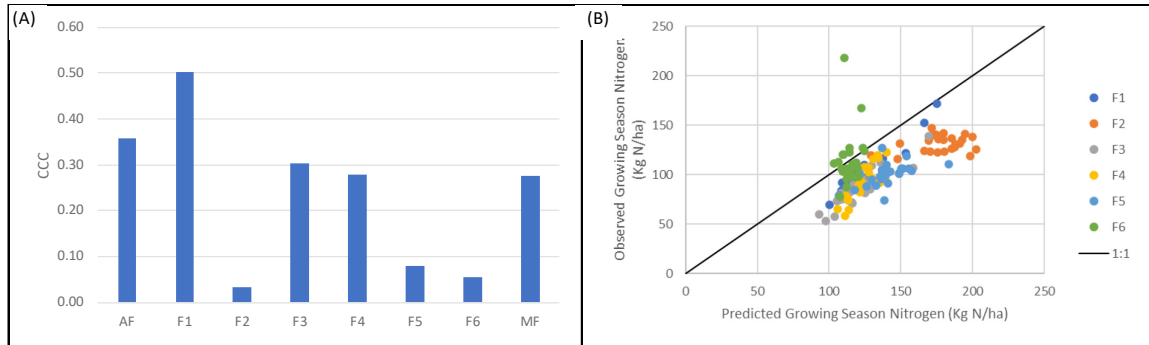 (A)
0.60
0.50
0.40
0.30
0.20
0.10
0.00
CCC
AF F1 F2 F3 F4 F5 F6 MF
(B)
250
200
150
100
50
0
Observed Growing Season Nitroger.
(Kg N/ha)
0 50 100 150 200 250
Predicted Growing Season Nitrogen (Kg N/ha)
F1
F2
F3
F4
F5
F6
1:1